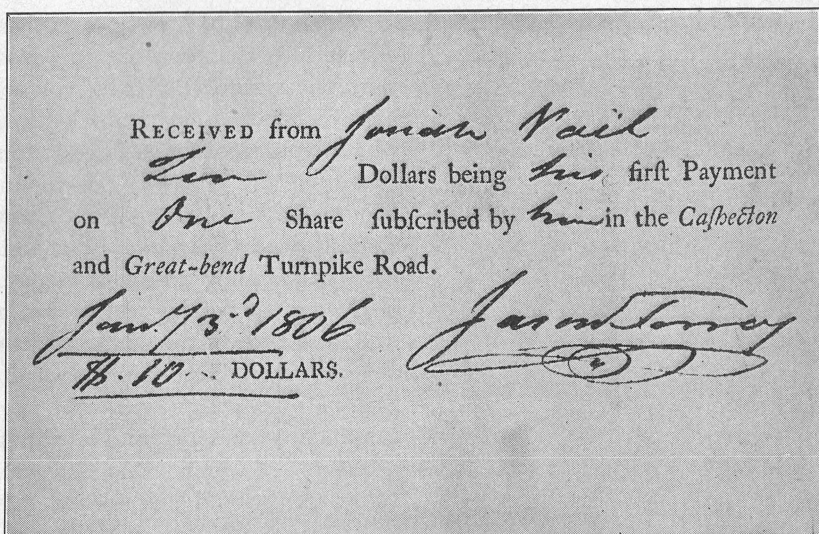 RECEIVED from Josiah Vail
Ten Dollars being his firſt Payment
on One Share ſubſcribed by him in the Caſhecton
and Great-bend Turnpike Road.
Jany 3d 1806 Jason Torrey
$.10 DOLLARS.